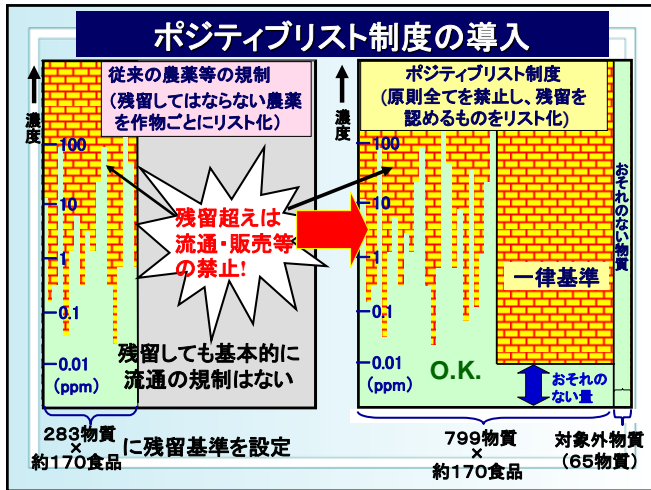 ポジティブリスト制度の導入
従来の農薬等の規制
（残留してはならない農薬
を作物ごとにリスト化）
濃度
100
10
1
0.1
0.01
（ppm）
残留超えは
流通・販売等
の禁止！
残留しても基本的に
流通の規制はない
283物質
×
約170食品
に残留基準を設定
ポジティブリスト制度
（原則全てを禁止し、残留を
認めるものをリスト化）
濃度
100
10
1
0.1
0.01
（ppm）
一律基準
O.K.
おそれの
ない量
おそれのない物質
799物質
×
約170食品
対象外物質
（65物質）